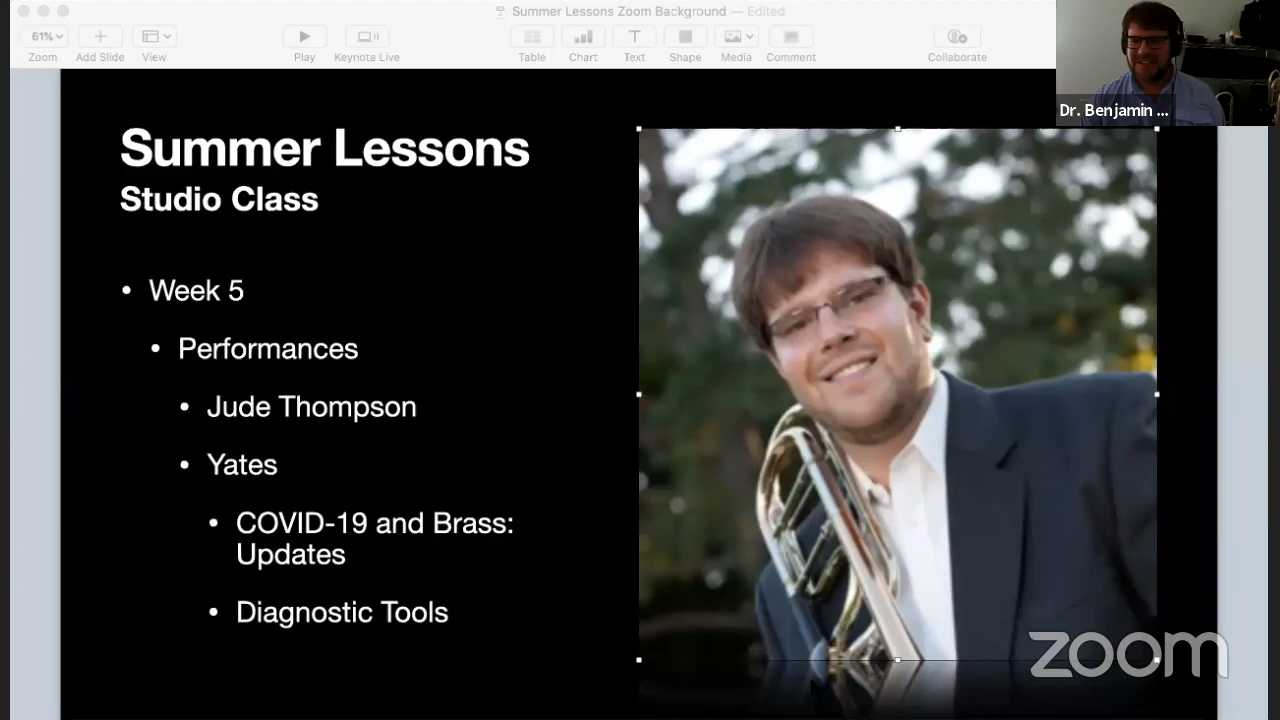 Summer Lessons Zoom Background — Edited
61%
Zoom
Add Slide
View
Play
Keynote Live
Table
Chart
Text
Shape
Media
Comment
Collaborate
Dr. Benjamin ...
Summer Lessons
Studio Class
• Week 5
• Performances
• Jude Thompson
• Yates
• COVID-19 and Brass:
Updates
• Diagnostic Tools
zoom